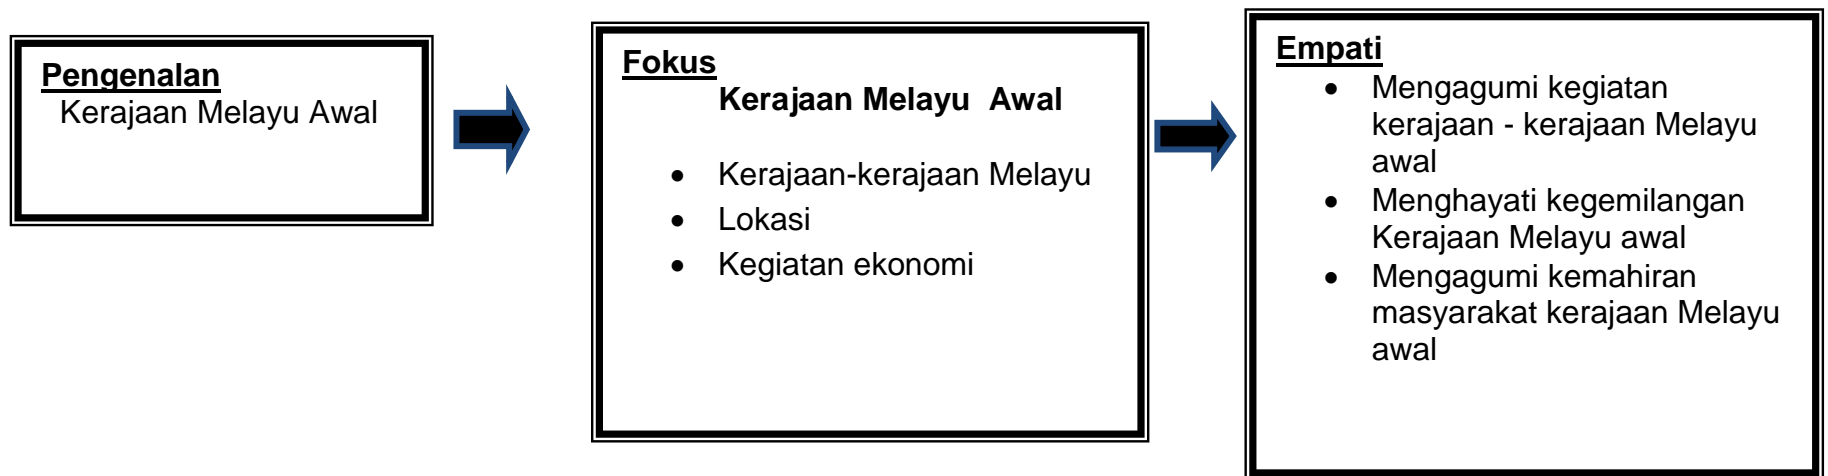 Pengenalan
Kerajaan Melayu Awal
Fokus
Kerajaan Melayu Awal
• Kerajaan-kerajaan Melayu
• Lokasi
• Kegiatan ekonomi
Empati
• Mengagumi kegiatan
kerajaan - kerajaan Melayu
awal
• Menghayati kegemilangan
Kerajaan Melayu awal
• Mengagumi kemahiran
masyarakat kerajaan Melayu
awal